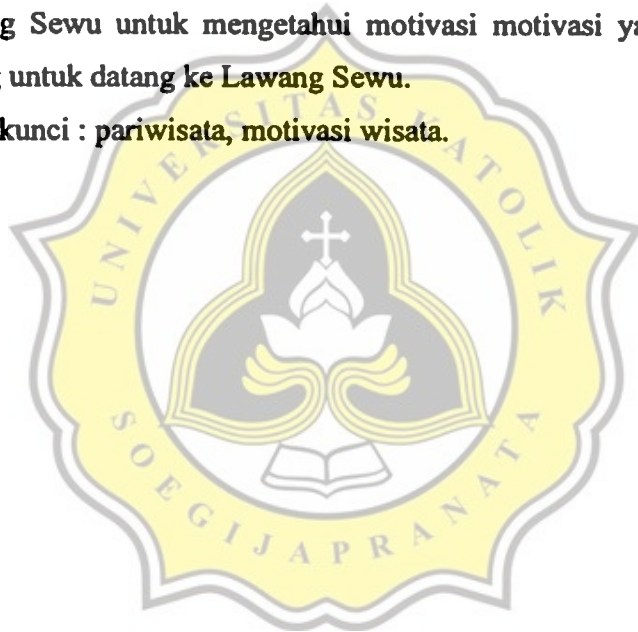 g Sewu untuk mengetahui motivasi motivasi ya
untuk datang ke Lawang Sewu.
kunci : pariwisata, motivasi wisata.
UNIVERSITAS KATOLIK
SOEGIJAPRANATA